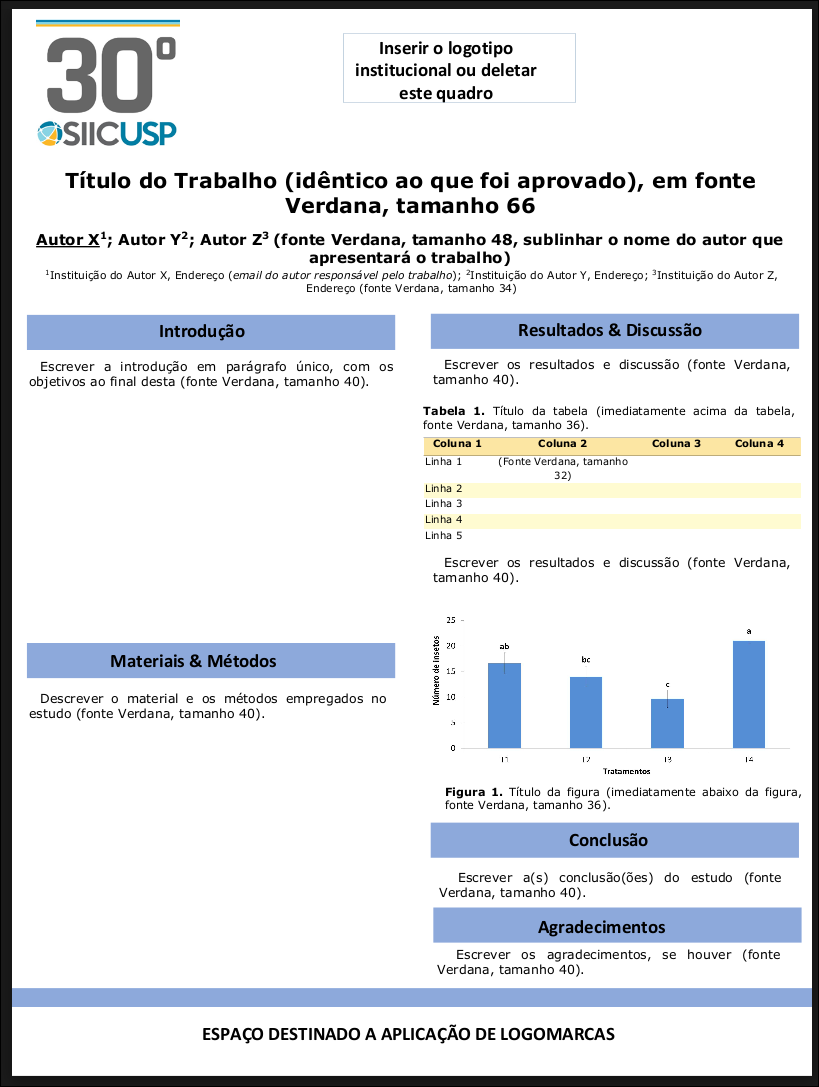 30º
SIICUSP
Inserir o logotipo
institucional ou deletar
este quadro
Título do Trabalho (idêntico ao que foi aprovado), em fonte
Verdana, tamanho 66
Autor X¹; Autor Y²; Autor Z³ (fonte Verdana, tamanho 48, sublinhar o nome do autor que
apresentará o trabalho)
¹Instituição do Autor X, Endereço (email do autor responsável pelo trabalho); ²Instituição do Autor Y, Endereço; ³Instituição do Autor Z,
Endereço (fonte Verdana, tamanho 34)
Introdução
Escrever a introdução em parágrafo único, com os
objetivos ao final desta (fonte Verdana, tamanho 40).
Materiais & Métodos
Descrever o material e os métodos empregados no
estudo (fonte Verdana, tamanho 40).
Resultados & Discussão
Escrever os resultados e discussão (fonte Verdana,
tamanho 40).
Tabela 1. Título da tabela (imediatamente acima da tabela,
fonte Verdana, tamanho 36).
Coluna 1 Coluna 2 Coluna 3 Coluna 4
Linha 1 (Fonte Verdana, tamanho
32)
Linha 2
Linha 3
Linha 4
Linha 5
Escrever os resultados e discussão (fonte Verdana,
tamanho 40).
Número de Insetos
25
20
15
10
5
0
ab
bc
c
a
T1 T2 T3 T4
Tratamentos
Figura 1. Título da figura (imediatamente abaixo da figura,
fonte Verdana, tamanho 36).
Conclusão
Escrever a(s) conclusão(ões) do estudo (fonte
Verdana, tamanho 40).
Agradecimentos
Escrever os agradecimentos, se houver (fonte
Verdana, tamanho 40).
ESPAÇO DESTINADO A APLICAÇÃO DE LOGOMARCAS